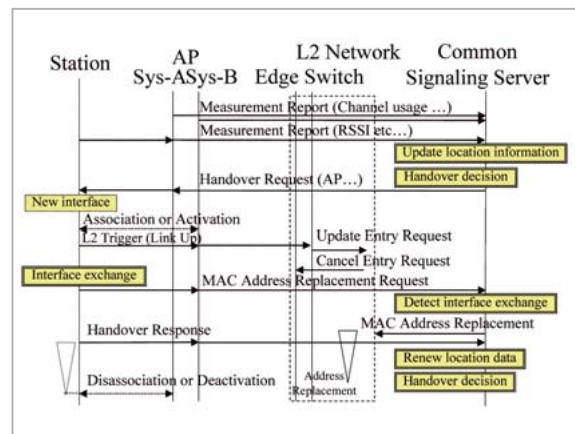 AP
L2 Network
Common
Station
Sys-ASys-B
Edge Switch
Signaling Server
Measurement Report (Channel usage ...)
Measurement Report (RSSI etc...)
Update location information
Handover Request (AP...)
Handover decision
New interface
Association or Activation
L2 Trigger (Link Up)
Update Entry Request
Cancel Entry Request
Interface exchange
MAC Address Replacement Request
Detect interface exchange
Handover Response
MAC Address Replacement
Renew location data
Address
Replacement
Disassociation or Deactivation
Handover decision